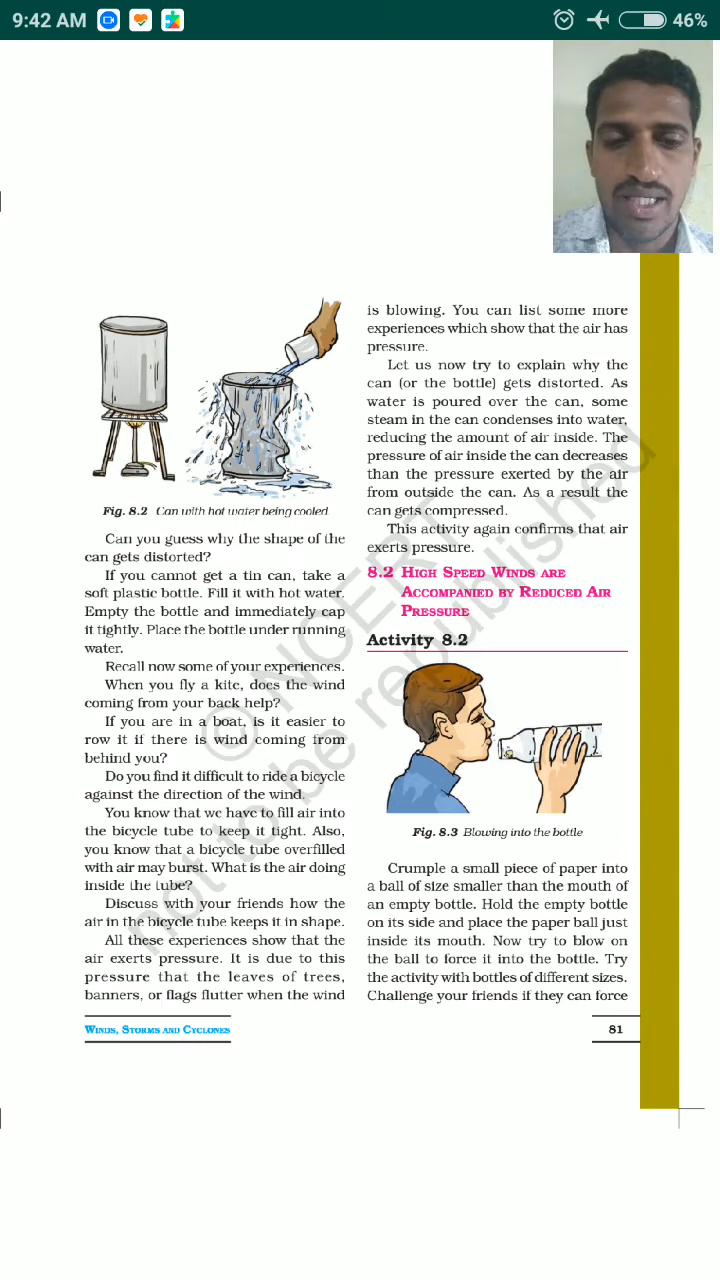 9:42 AM
46%
Fig. 8.2 Can with hot water being cooled
Can you guess why the shape of the
can gets distorted?
If you cannot get a tin can, take a
soft plastic bottle. Fill it with hot water.
Empty the bottle and immediately cap
it tightly. Place the bottle under running
water.
Recall now some of your experiences.
When you fly a kite, does the wind
coming from your back help?
If you are in a boat, is it easier to
row it if there is wind coming from
behind you?
Do you find it difficult to ride a bicycle
against the direction of the wind.
You know that we have to fill air into
the bicycle tube to keep it tight. Also,
you know that a bicycle tube overfilled
with air may burst. What is the air doing
inside the tube?
Discuss with your friends how the
air in the bicycle tube keeps it in shape.
All these experiences show that the
air exerts pressure. It is due to this
pressure that the leaves of trees,
banners, or flags flutter when the wind
is blowing. You can list some more
experiences which show that the air has
pressure.
Let us now try to explain why the
can (or the bottle) gets distorted. As
water is poured over the can, some
steam in the can condenses into water,
reducing the amount of air inside. The
pressure of air inside the can decreases
than the pressure exerted by the air
from outside the can. As a result the
can gets compressed.
This activity again confirms that air
exerts pressure.
8.2 HIGH SPEED WINDS ARE
ACCOMPANIED BY REDUCED AIR
PRESSURE
Activity 8.2
Fig. 8.3 Blowing into the bottle
Crumple a small piece of paper into
a ball of size smaller than the mouth of
an empty bottle. Hold the empty bottle
on its side and place the paper ball just
inside its mouth. Now try to blow on
the ball to force it into the bottle. Try
the activity with bottles of different sizes.
Challenge your friends if they can force
WINDS, STORMS AND CYCLONES
81
© NCERT
not to be republished